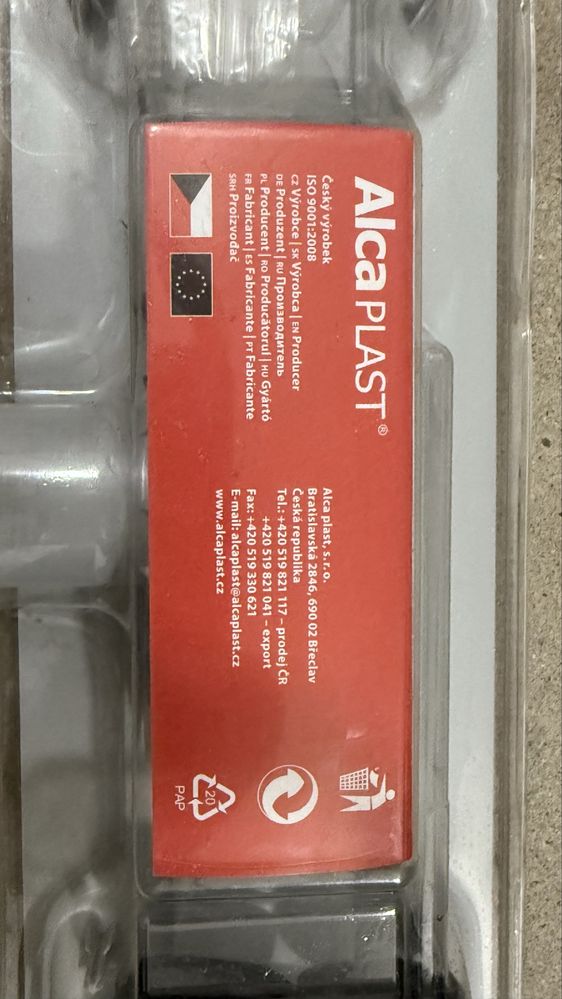 Alca PLAST®
Český výrobek
ISO 9001:2008
CZ Výrobce | SK Výrobca | EN Producer
DE Produzent | RU Производитель
PL Producent | RO Producătorul | HU Gyártó
FR Fabricant | ES Fabricante | PT Fabricante
SRH Proizvođač
Alca plast, s.r.o.
Bratislavská 2846, 690 02 Břeclav
Česká republika
Tel.: +420 519 821 117 – prodej ČR
+420 519 821 041 – export
Fax: +420 519 330 621
E-mail: alcaplast@alcaplast.cz
www.alcaplast.cz
20
PAP